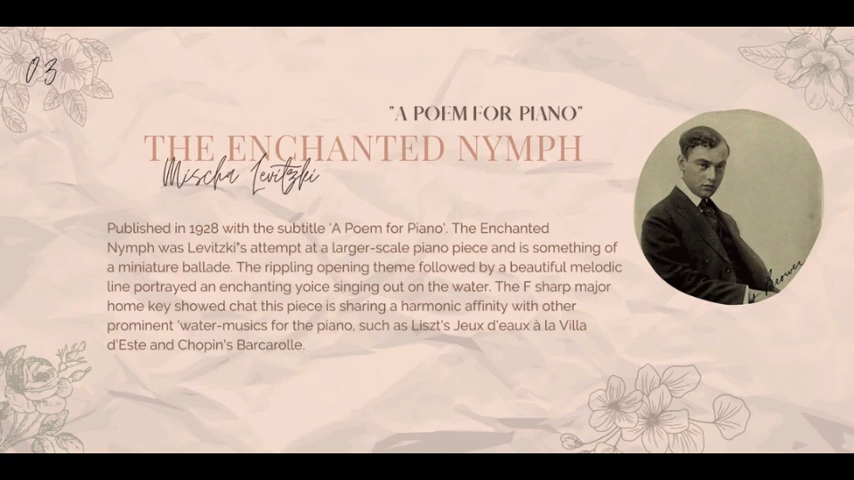 03
"A POEM FOR PIANO"
THE ENCHANTED NYMPH
Mischa Levitzki
Published in 1928 with the subtitle 'A Poem for Piano'. The Enchanted
Nymph was Levitzki"s attempt at a larger-scale piano piece and is something of
a miniature ballade. The rippling opening theme followed by a beautiful melodic
line portrayed an enchanting yoice singing out on the water. The F sharp major
home key showed chat this piece is sharing a harmonic affinity with other
prominent 'water-musics for the piano, such as Liszt's Jeux d'eaux à la Villa
d'Este and Chopin's Barcarolle.